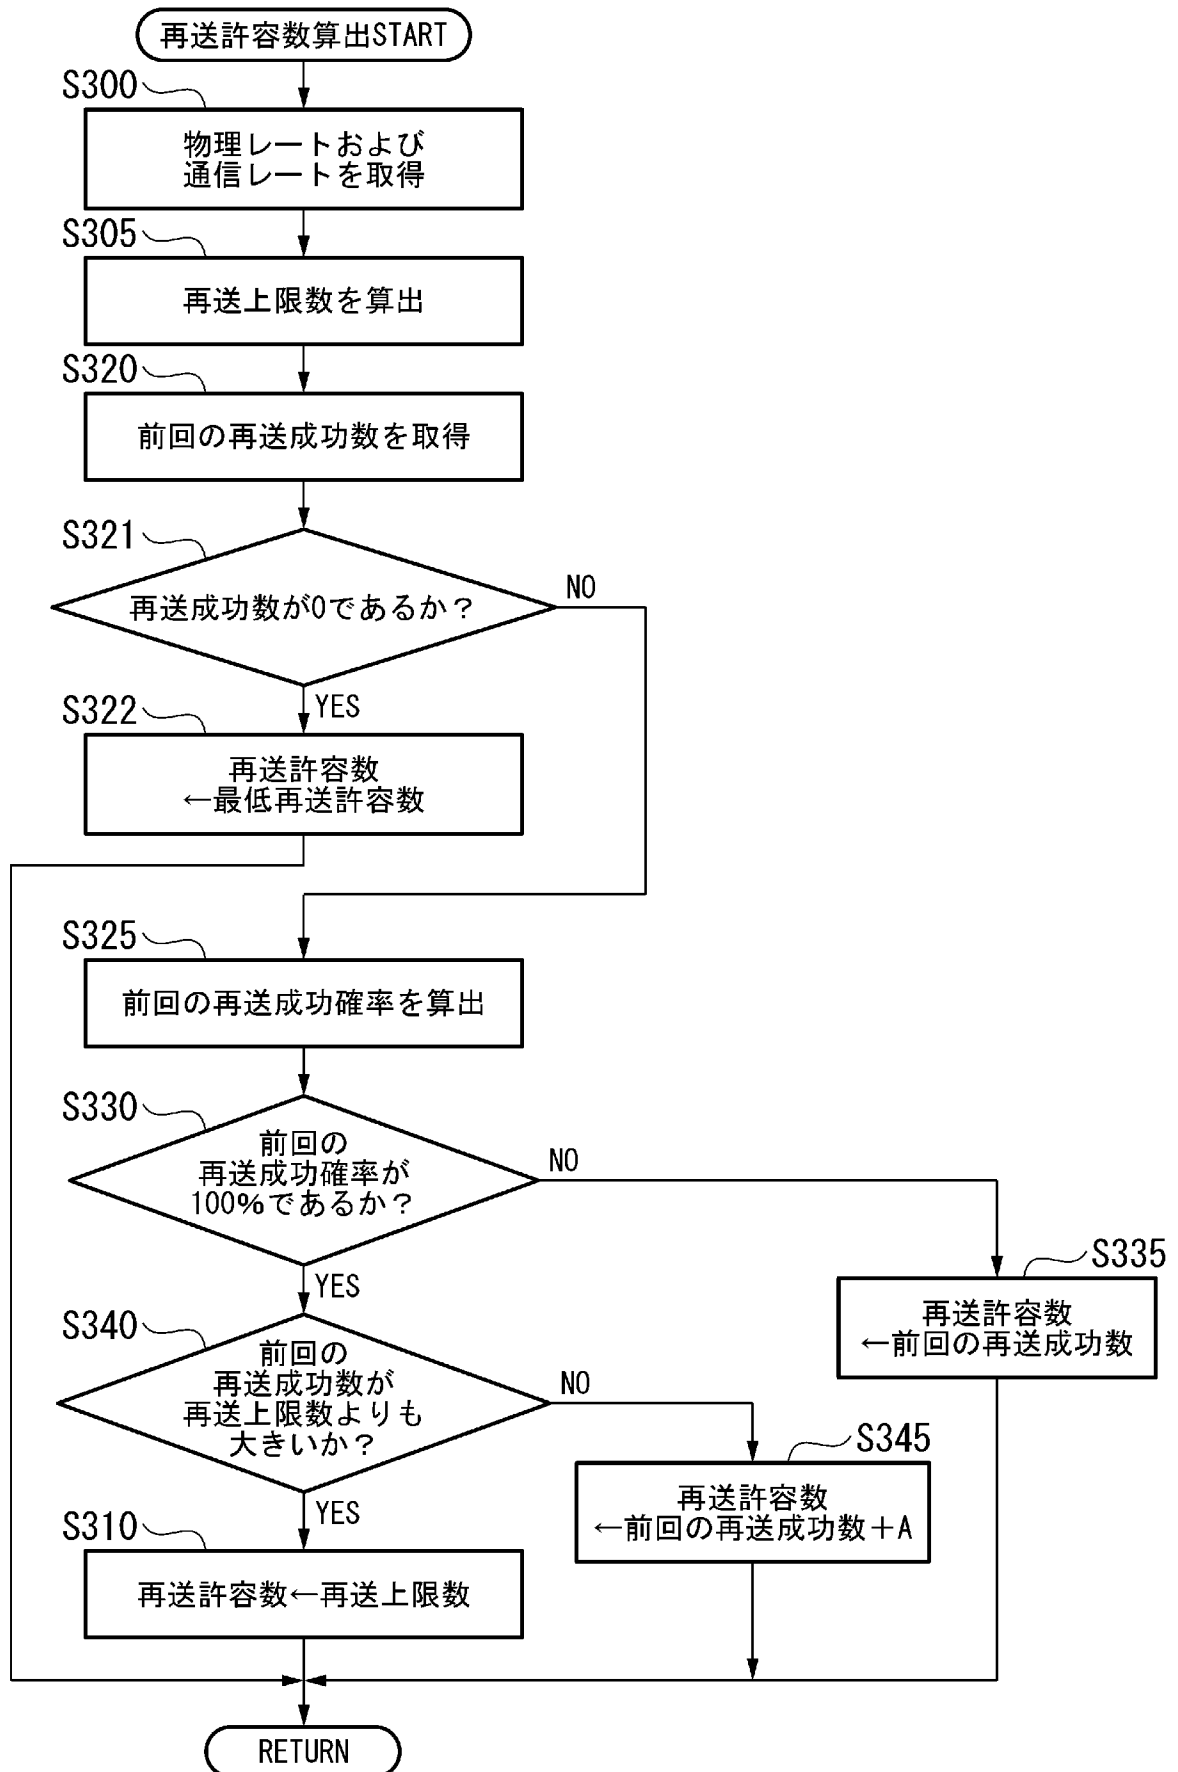 再送許容数算出START
S300
物理レートおよび
通信レートを取得
S305
再送上限数を算出
S320
前回の再送成功数を取得
S321
再送成功数が0であるか？
NO
YES
S322
再送許容数
←最低再送許容数
S325
前回の再送成功確率を算出
S330
前回の
再送成功確率が
100%であるか？
NO
YES
S335
再送許容数
←前回の再送成功数
S340
前回の
再送成功数が
再送上限数よりも
大きいか？
NO
YES
S345
再送許容数
←前回の再送成功数＋A
S310
再送許容数←再送上限数
RETURN